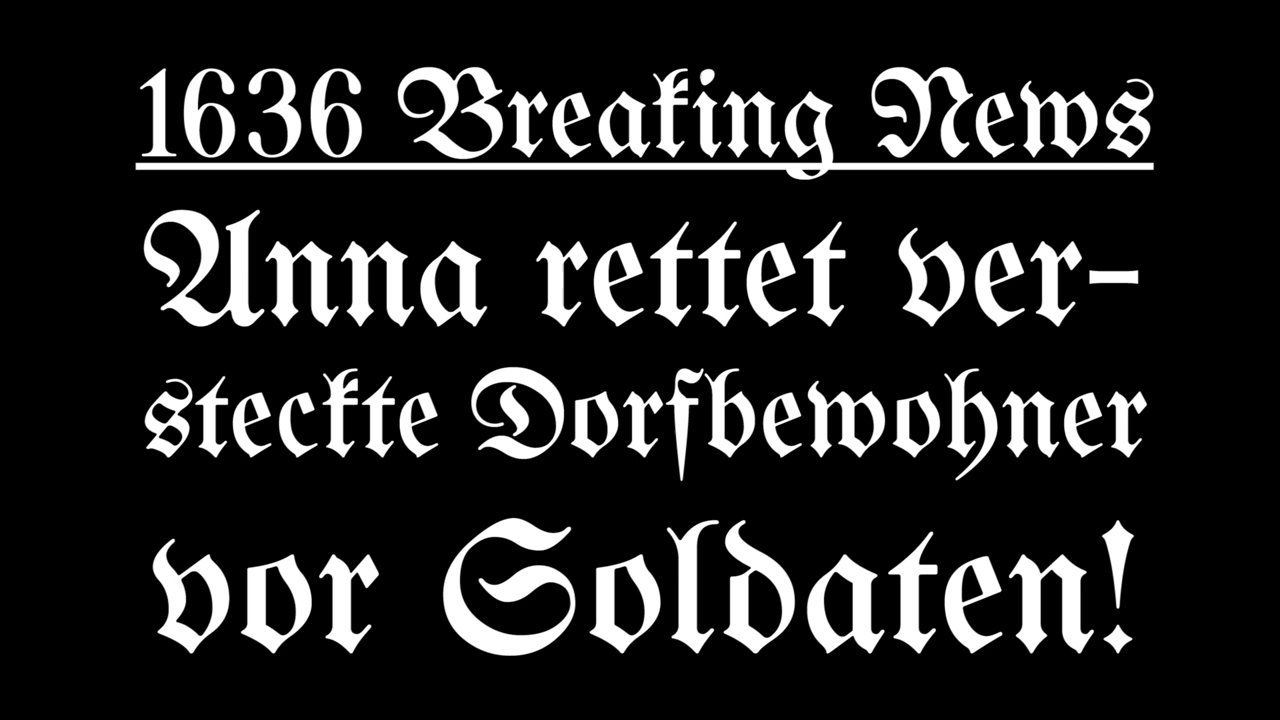 1636 Breaking News
Anna rettet ver-
steckte Dorfbewohner
vor Soldaten!